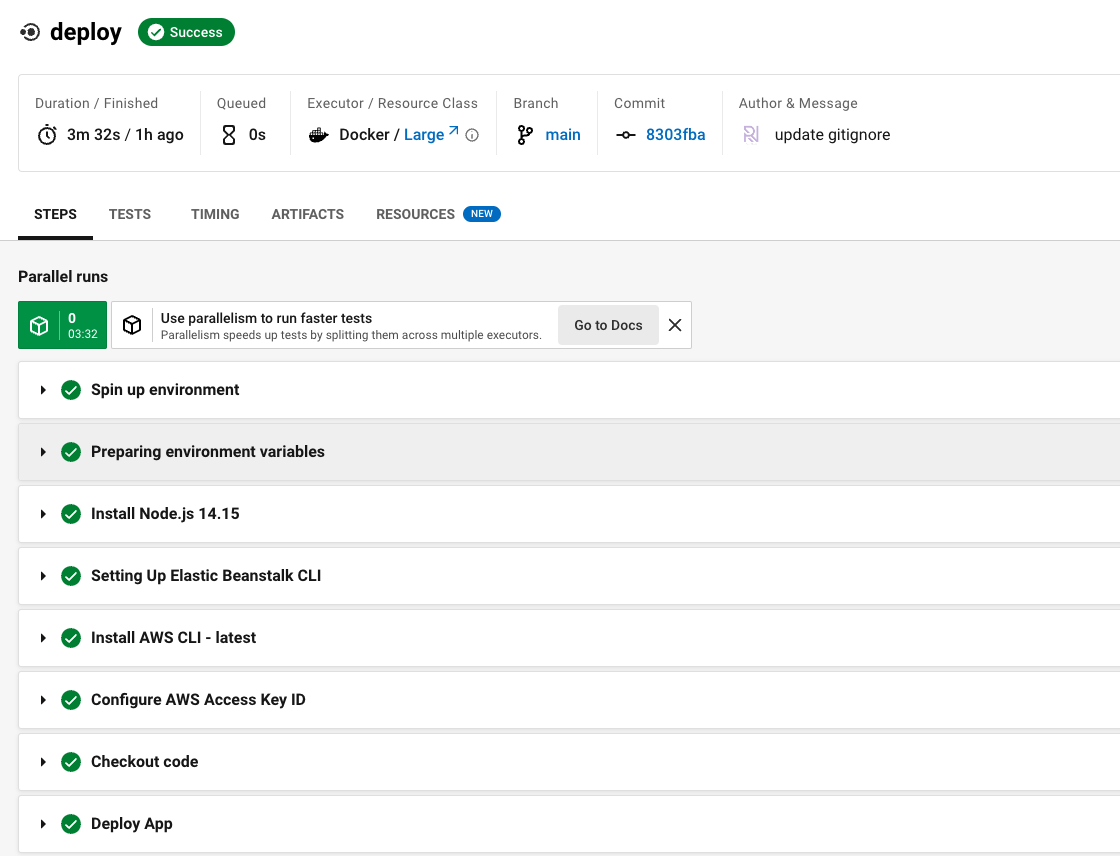 deploy Success
Duration / Finished Queued Executor / Resource Class Branch Commit Author & Message
3m 32s / 1h ago 0s Docker / Large main 8303fba update gitignore
STEPS TESTS TIMING ARTIFACTS RESOURCES NEW
Parallel runs
0
03:32
Use parallelism to run faster tests
Parallelism speeds up tests by splitting them across multiple executors.
Go to Docs
Spin up environment
Preparing environment variables
Install Node.js 14.15
Setting Up Elastic Beanstalk CLI
Install AWS CLI - latest
Configure AWS Access Key ID
Checkout code
Deploy App